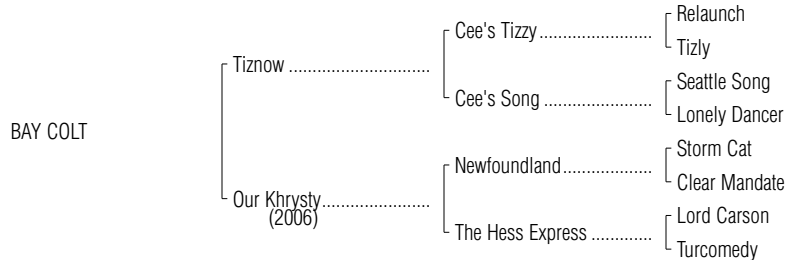 Relaunch
Cee's Tizzy
Tizly
Tiznow
Seattle Song
Cee's Song
Lonely Dancer
BAY COLT
Storm Cat
Newfoundland
Clear Mandate
Our Khrysty
(2006)
Lord Carson
The Hess Express
Turcomedy